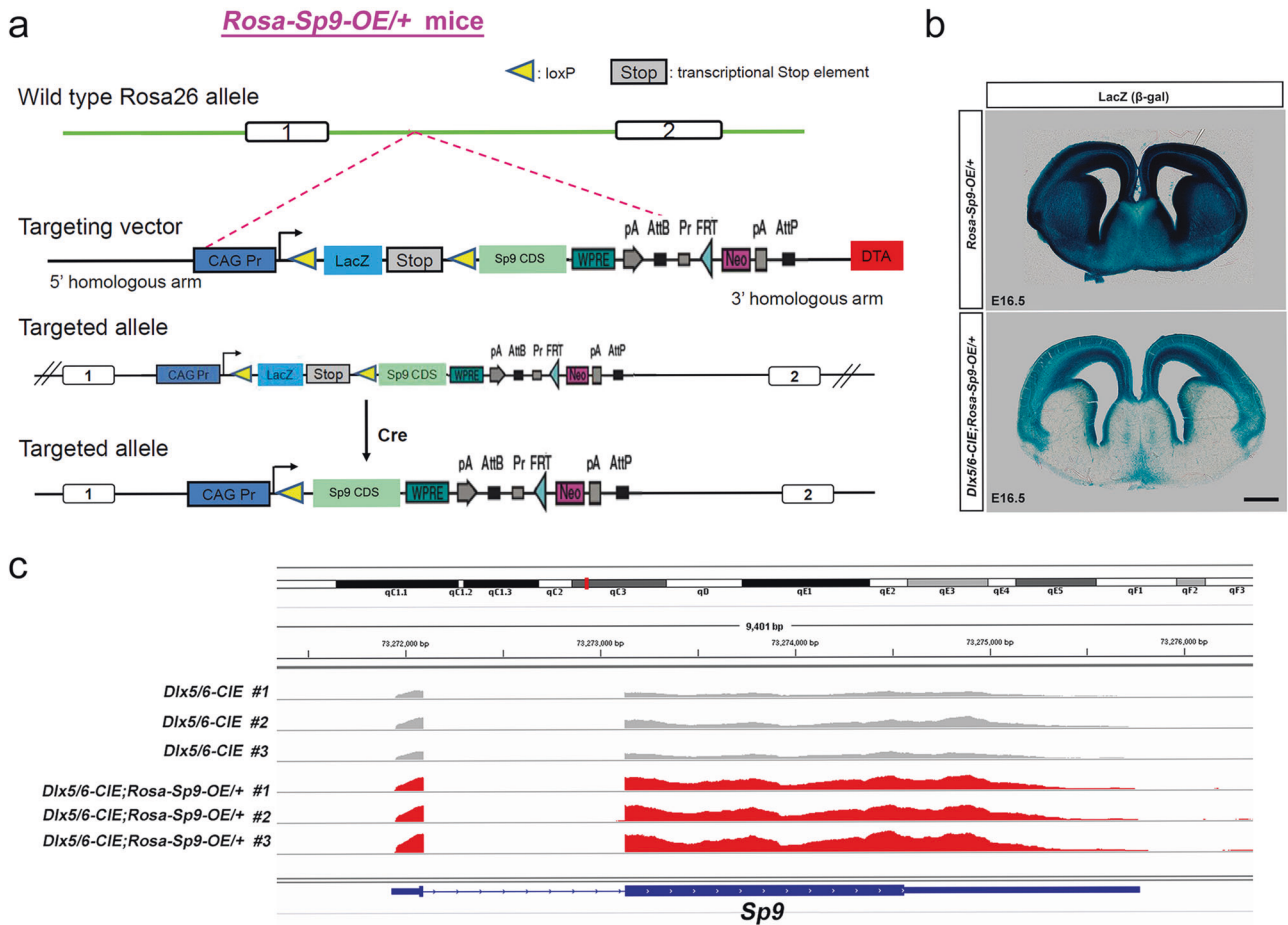 a
Rosa-Sp9-OE/+ mice
: loxP
Stop : transcriptional Stop element
Wild type Rosa26 allele
1 2
Targeting vector
pA AttB Pr FRT pA AttP
CAG Pr LacZ Stop Sp9 CDS WPRE Neo DTA
5’ homologous arm
3’ homologous arm
Targeted allele
pA AttB Pr FRT pA AttP
1 CAG Pr LacZ Stop Sp9 CDS WPRE Neo 2
Cre
Targeted allele
pA AttB Pr FRT pA AttP
1 CAG Pr Sp9 CDS WPRE Neo 2
b
LacZ (β-gal)
Rosa-Sp9-OE/+
E16.5
Dlx5/6-CIE;Rosa-Sp9-OE/+
E16.5
c
qC1.1 qC1.2 qC1.3 qC2 qC3 qD qE1 qE2 qE3 qE4 qE5 qF1 qF2 qF3
9,401 bp
73,272,000 bp 73,273,000 bp 73,274,000 bp 73,275,000 bp 73,276,000 bp
Dlx5/6-CIE #1
Dlx5/6-CIE #2
Dlx5/6-CIE #3
Dlx5/6-CIE;Rosa-Sp9-OE/+ #1
Dlx5/6-CIE;Rosa-Sp9-OE/+ #2
Dlx5/6-CIE;Rosa-Sp9-OE/+ #3
Sp9